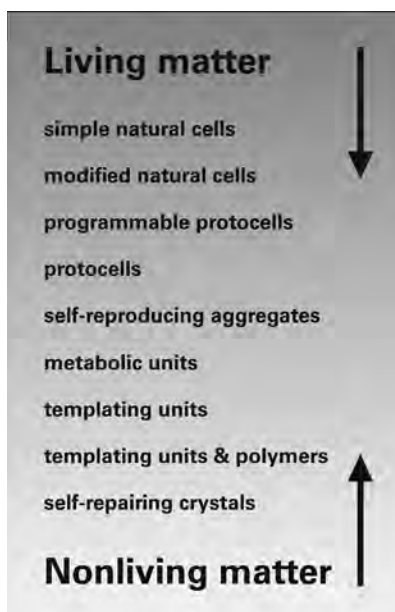 Living matter
simple natural cells
modified natural cells
programmable protocells
protocells
self-reproducing aggregates
metabolic units
templating units
templating units & polymers
self-repairing crystals
Nonliving matter